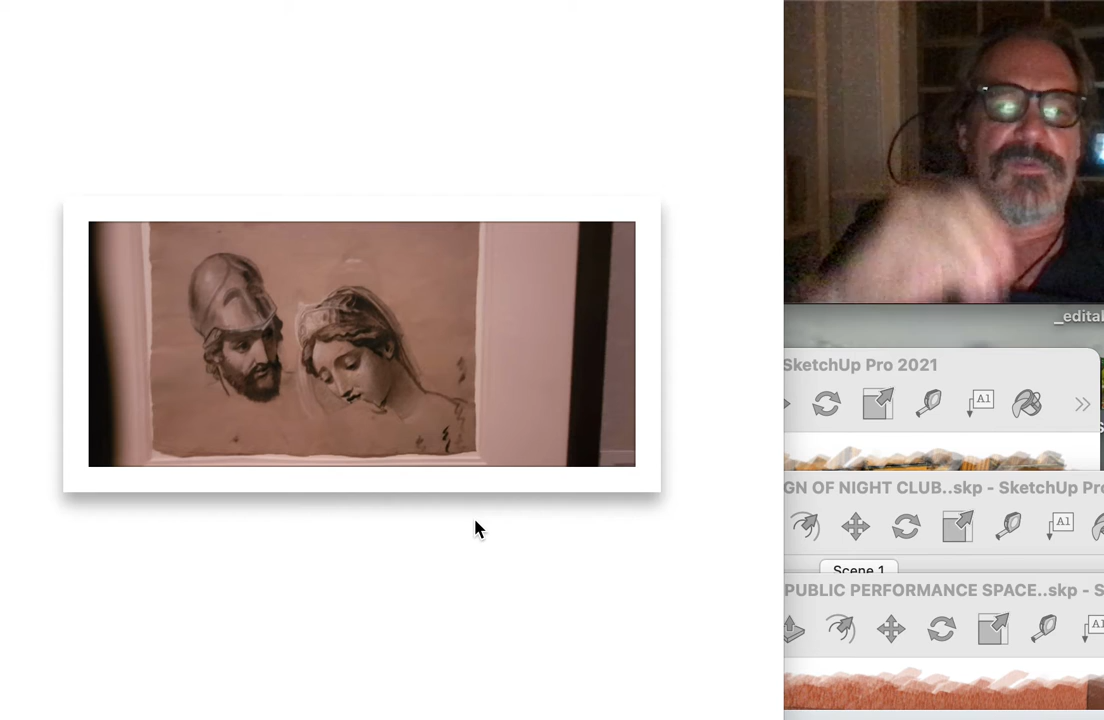 _edital
SketchUp Pro 2021
A1
GN OF NIGHT CLUB..skp - SketchUp Pro
A1
Scene 1
PUBLIC PERFORMANCE SPACE..skp - S
A1